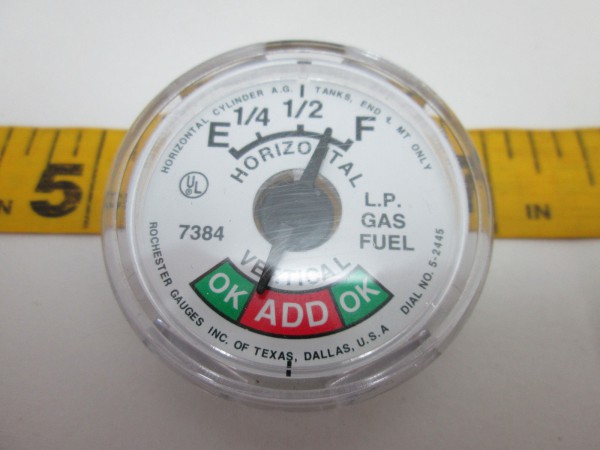 HORIZONTAL CYLINDER A.G. TANKS, END ℄ MT ONLY
E 1/4 1/2 F
HORIZONTAL
UL
7384
L.P.
GAS
FUEL
VERTICAL
OK ADD OK
ROCHESTER GAUGES INC. OF TEXAS, DALLAS, U.S.A DIAL NO. 5-2445
5
N
IN